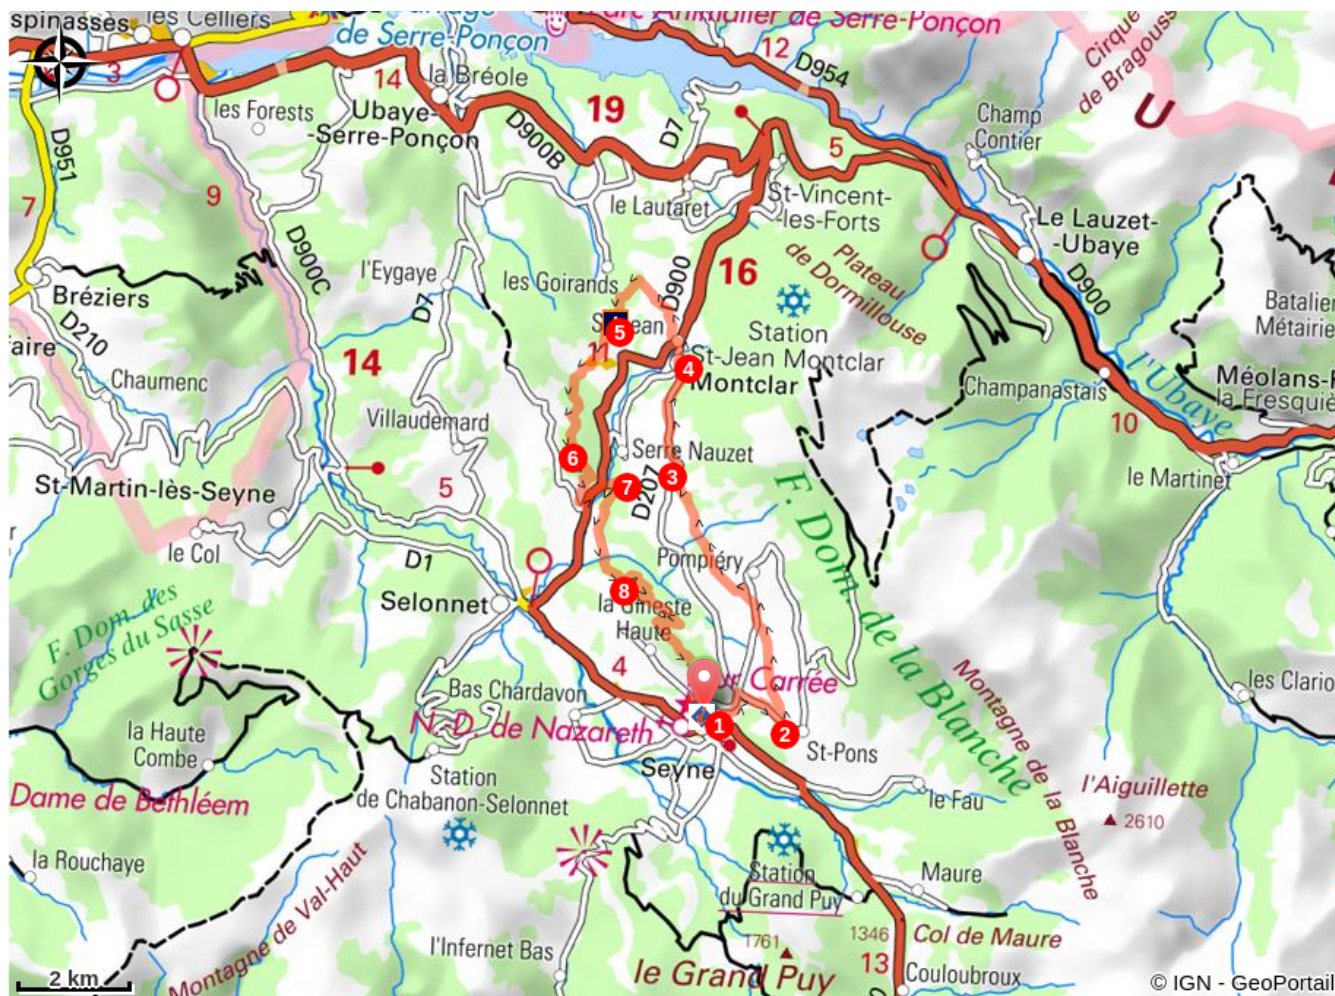 spinasses
les Celliers
de Serre-Ponçon
Parc Animalier de Serre-Ponçon
Cirque
de Bragousse
3
12
D954
14
la Bréole
les Forests
Ubaye-
-Serre-Ponçon
19
D7
D900B
5
Champ
Contier
U
D951
7
9
D900C
le Lautaret
St-Vincent-
les-Forts
Le Lauzet-
-Ubaye
D900
Plateau
de Dormillouse
16
D900
l'Eygaye
D7
les Goirands
Bréziers
D210
Station
St-Jean Montclar
Montclar
Batalier
Métairie
faire
14
Chaumenc
5
11
4
Champanastais
l'Ubaye
Méolans-R
la Fresquiè
10
Villaudemard
Serre Nauzet
6
3
7
D207
le Martinet
St-Martin-lès-Seyne
5
le Col
D1
Pompiéry
F. Dom. de la Blanche
F. Dom. des
Gorges du Sasse
Selonnet
8
la Gineste
Haute
4
Bas Chardavon
N.-D. de Nazareth
Tour Carrée
1
2
St-Pons
Montagne de la Blanche
les Clario
la Haute
Combe
Seyne
Station
de Chabanon-Selonnet
Dame de Bethléem
le Fau
l'Aiguillette
2610
la Rouchaye
Montagne de Val-Haut
Station
du Grand Puy
Maure
l'Infernet Bas
1761
1346
Col de Maure
le Grand Puy
13
Couloubroux
2 km
© IGN - GeoPortail